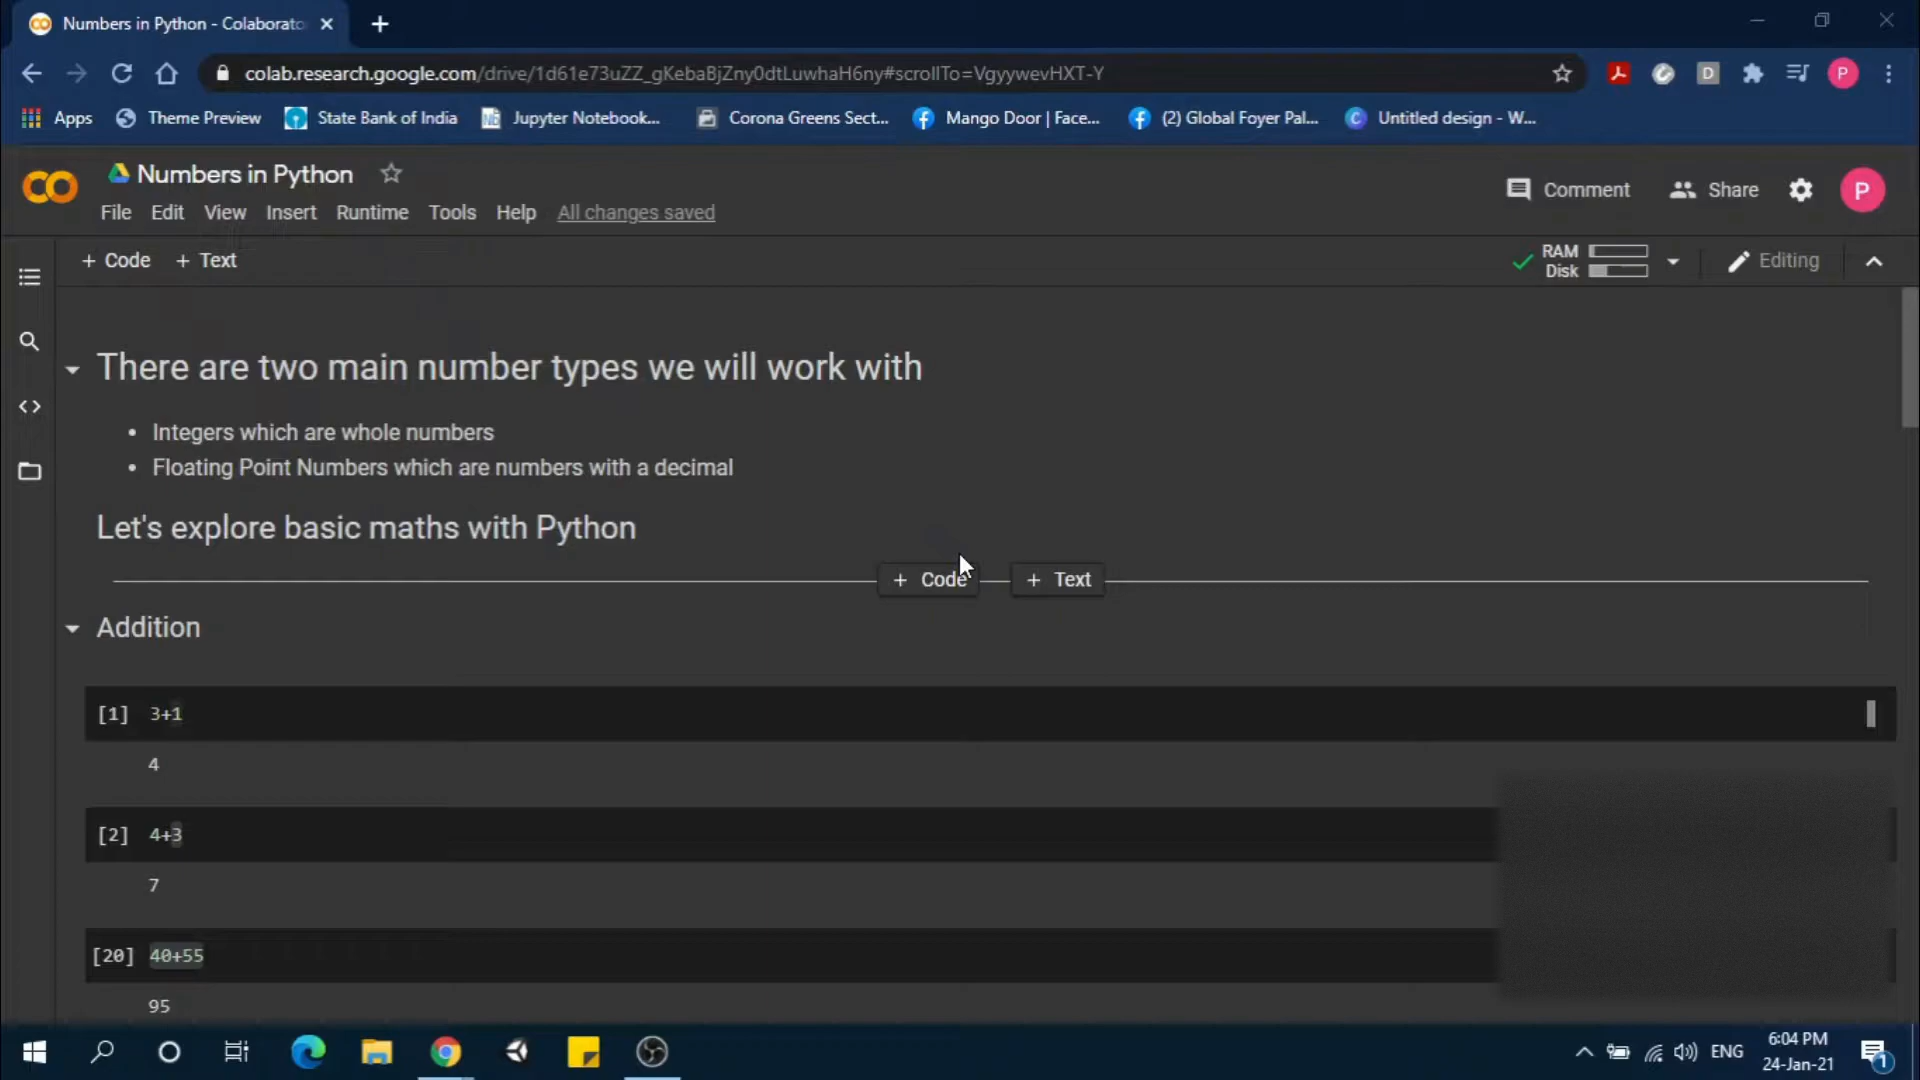 Numbers in Python - Colaborato
colab.research.google.com/drive/1d61e73uZZ_gKebaBjZny0dtLuwhaH6ny#scrollTo=VgyywevHXT-Y
D
P
Apps
Theme Preview
State Bank of India
Jupyter Notebook...
Corona Greens Sect...
Mango Door | Face...
(2) Global Foyer Pal...
Untitled design - W...
Numbers in Python
Comment
Share
P
File Edit View Insert Runtime Tools Help All changes saved
+ Code + Text
RAM
Disk
Editing
There are two main number types we will work with
• Integers which are whole numbers
• Floating Point Numbers which are numbers with a decimal
Let's explore basic maths with Python
+ Code + Text
Addition
[1] 3+1
4
[2] 4+3
7
[20] 40+55
95
ENG
6:04 PM
24-Jan-21
1